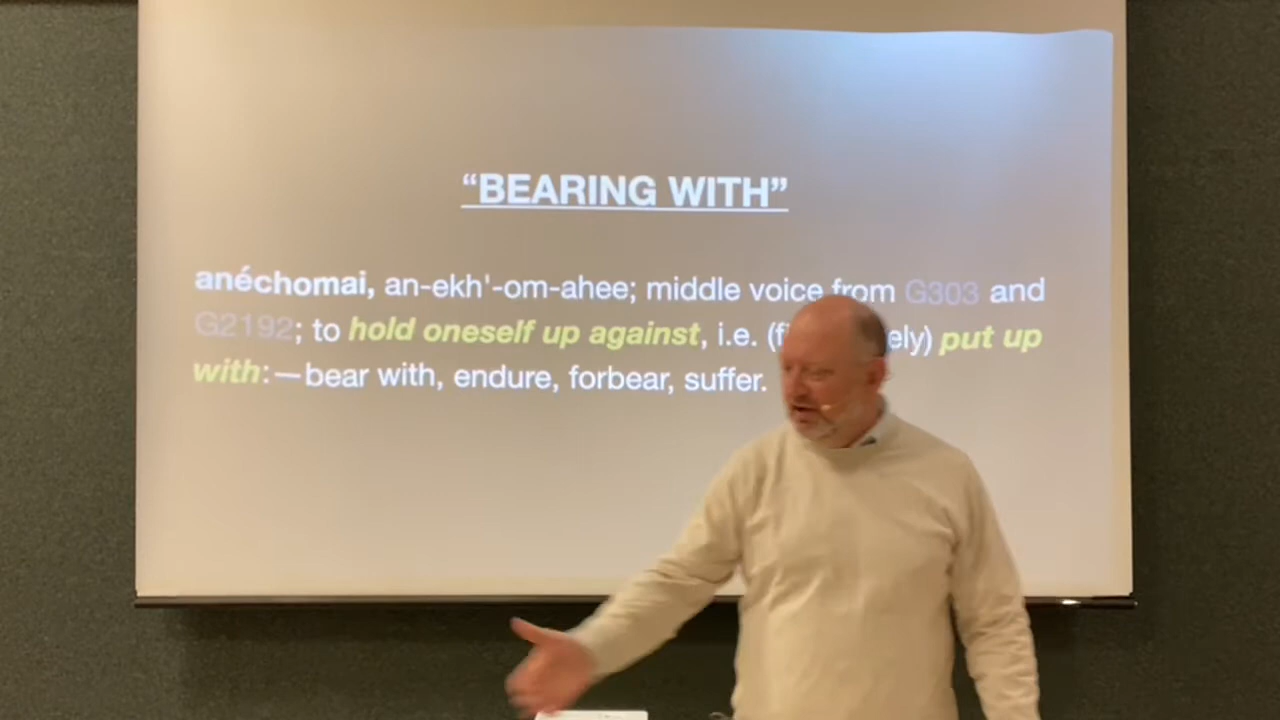 “BEARING WITH”
anéchomai, an-ekh'-om-ahee; middle voice from G303 and
G2192; to hold oneself up against, i.e. ely) put up
with:—bear with, endure, forbear, suffer.